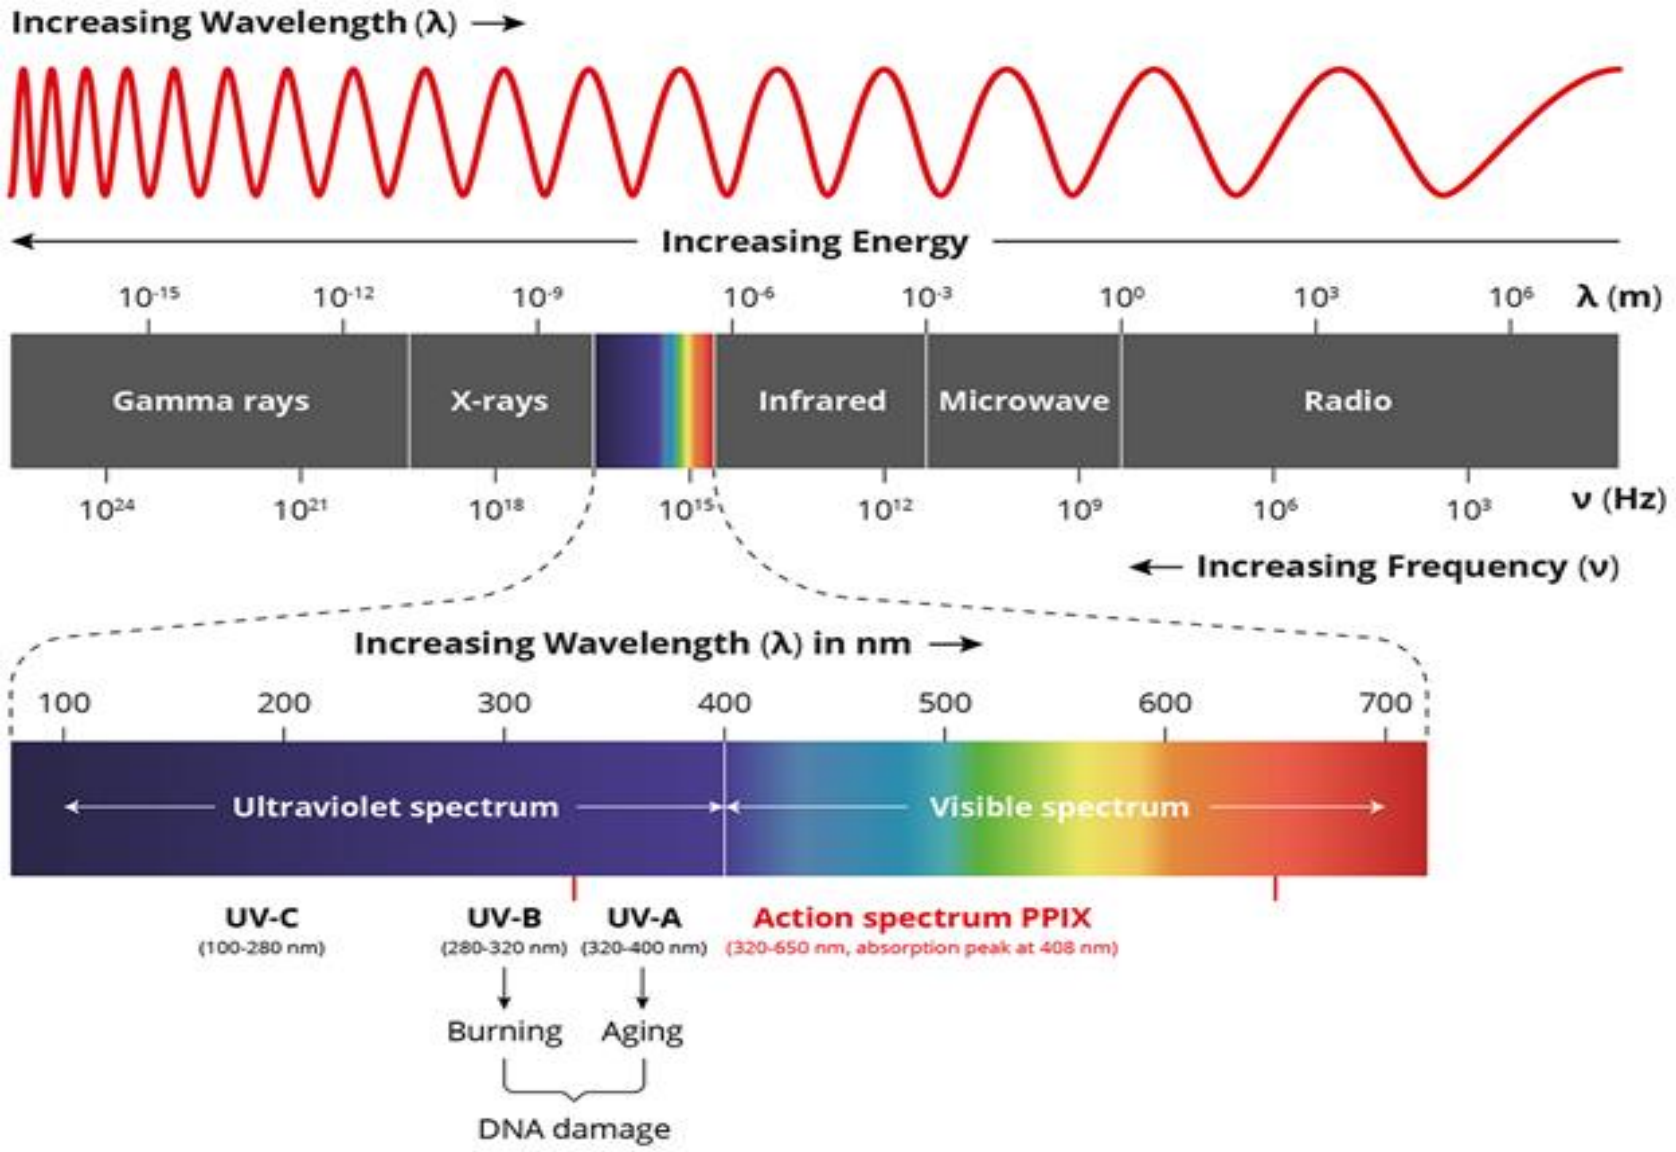 Increasing Wavelength (λ) →
← Increasing Energy
10⁻¹⁵ 10⁻¹² 10⁻⁹ 10⁻⁶ 10⁻³ 10⁰ 10³ 10⁶ λ (m)
Gamma rays X-rays Infrared Microwave Radio
10²⁴ 10²¹ 10¹⁸ 10¹⁵ 10¹² 10⁹ 10⁶ 10³ ν (Hz)
← Increasing Frequency (ν)
Increasing Wavelength (λ) in nm →
100 200 300 400 500 600 700
Ultraviolet spectrum Visible spectrum
UV-C UV-B UV-A Action spectrum PPIX
(100-280 nm) (280-320 nm) (320-400 nm) (320-650 nm, absorption peak at 408 nm)
Burning Aging
DNA damage